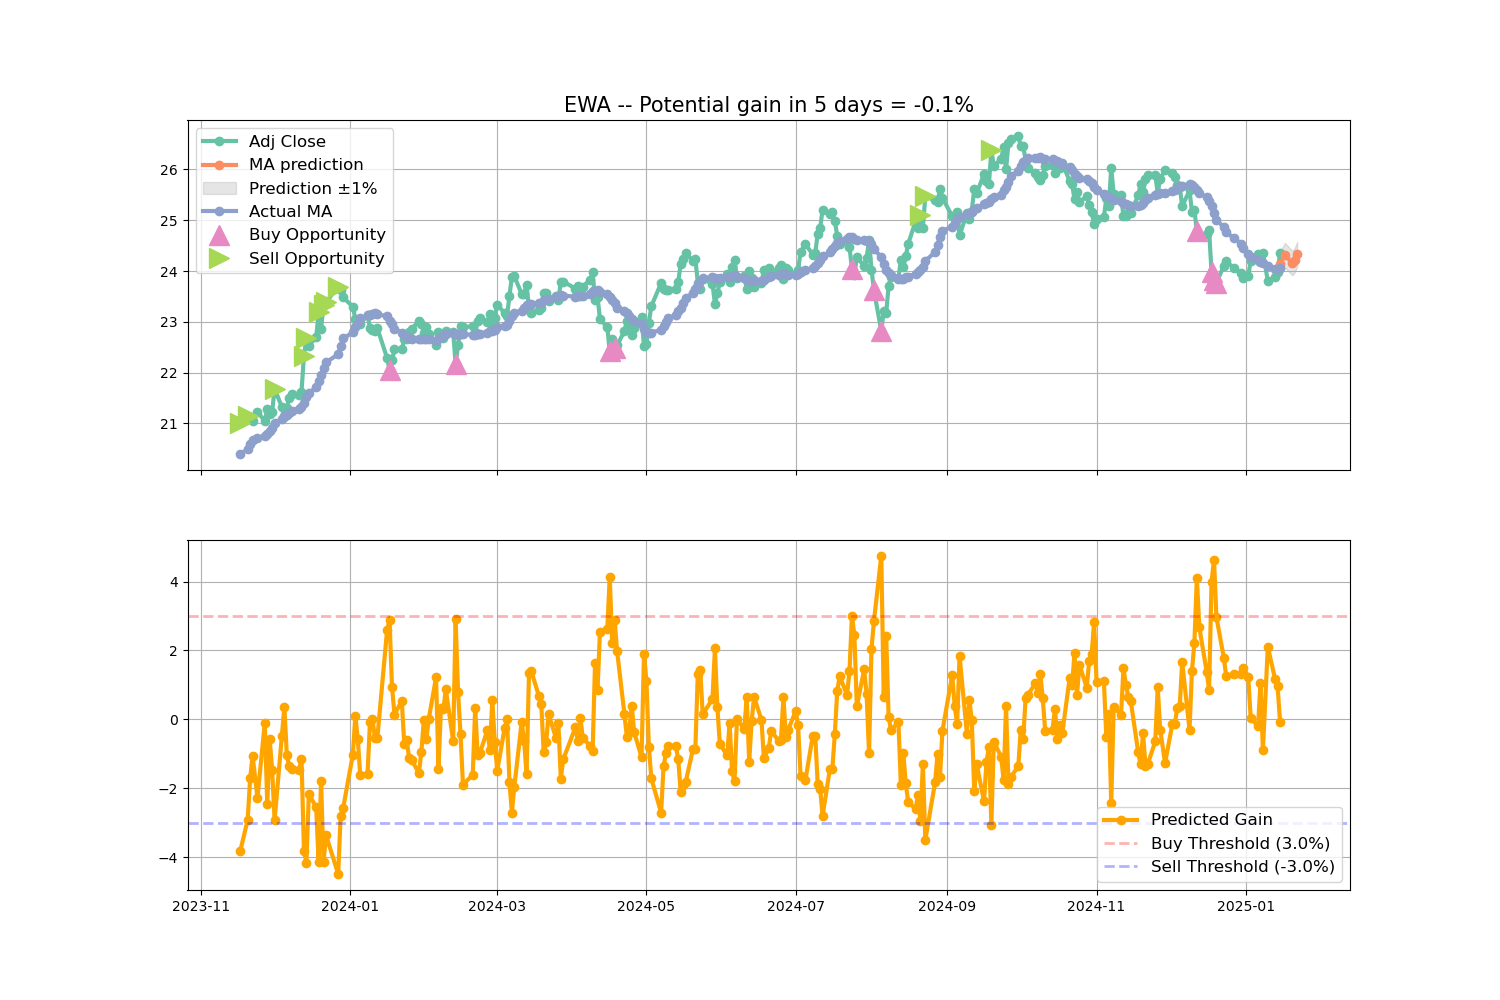 EWA -- Potential gain in 5 days = -0.1%
Adj Close
MA prediction
Prediction ±1%
Actual MA
Buy Opportunity
Sell Opportunity
26
25
24
23
22
21
4
2
0
−2
−4
Predicted Gain
Buy Threshold (3.0%)
Sell Threshold (-3.0%)
2023-11 2024-01 2024-03 2024-05 2024-07 2024-09 2024-11 2025-01